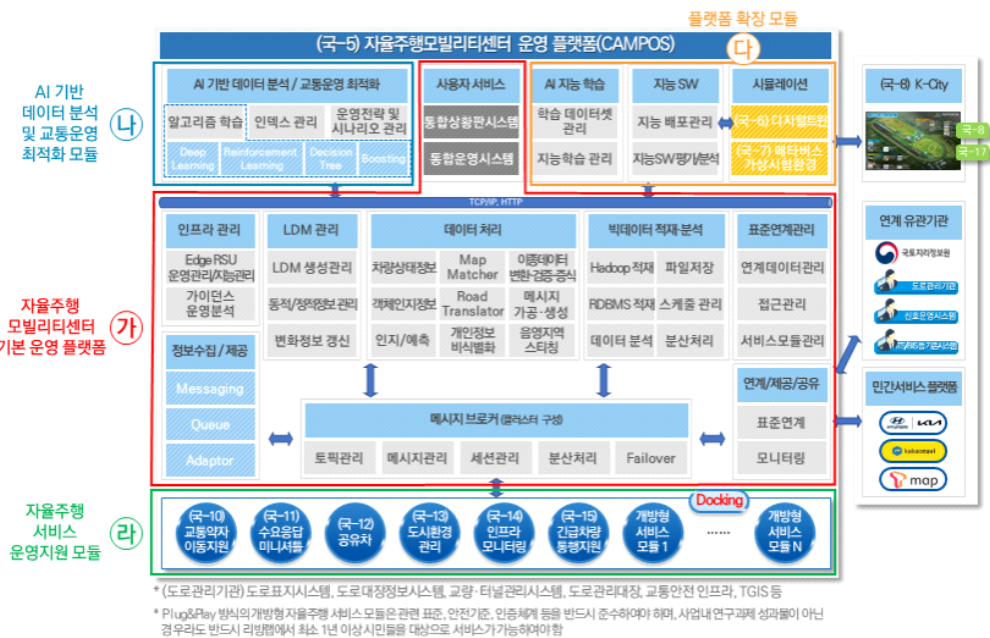 플랫폼 확장 모듈
(국-5) 자율주행모빌리티센터 운영 플랫폼(CAMPOS)
다
AI 기반
데이터 분석
및 교통운영
최적화 모듈
나
AI 기반 데이터 분석 / 교통운영 최적화
알고리즘 학습
인덱스 관리
운영전략 및
시나리오 관리
Deep
Learning
Reinforcement
Learning
Decision
Tree
Boosting
사용자 서비스
통합상황판시스템
통합운영시스템
AI 지능 학습
학습 데이터셋
관리
지능학습 관리
지능 SW
지능 배포관리
지능SW평가/분석
시뮬레이션
(국-6) 디지털트윈
(국-7) 메타버스
가상시험환경
(국-8) K-City
국-8
국-17
TCP/IP, HTTP
자율주행
모빌리티센터
기본 운영 플랫폼
가
인프라 관리
Edge RSU
운영관리/지능관리
가이던스
운영분석
정보수집 / 제공
Messaging
Queue
Adaptor
LDM 관리
LDM 생성관리
동적/정적정보 관리
변화정보 갱신
데이터 처리
차량상태정보
Map
Matcher
이종데이터
변환·검증·증식
객체인지정보
Road
Translator
메시지
가공·생성
인지/예측
개인정보
비식별화
음영지역
스티칭
빅데이터 적재·분석
Hadoop 적재
파일저장
RDBMS 적재
스케줄 관리
데이터 분석
분산처리
표준연계관리
연계데이터관리
접근관리
서비스모듈관리
연계/제공/공유
표준연계
모니터링
메시지 브로커 (클러스터 구성)
토픽관리
메시지관리
세션관리
분산처리
Failover
연계 유관기관
국토지리정보원
도로관리기관
신호운영시스템
ITS/BIS 등 기존시스템
민간서비스 플랫폼
HYUNDAI
KIA
kakaonavi
T map
자율주행
서비스
운영지원 모듈
라
(국-10)
교통약자
이동지원
(국-11)
수요응답
미니셔틀
(국-12)
공유차
(국-13)
도시환경
관리
(국-14)
인프라
모니터링
(국-15)
긴급차량
통행지원
Docking
개방형
서비스
모듈 1
......
개방형
서비스
모듈 N
* (도로관리기관) 도로표지시스템, 도로대장정보시스템, 교량·터널관리시스템, 도로관리대장, 교통안전 인프라, TGIS 등
* Plug&Play 방식의 개방형 자율주행 서비스 모듈은 관련 표준, 안전기준, 인증체계 등을 반드시 준수하여야 하며, 사업내 연구과제 성과물이 아닌
경우라도 반드시 리빙랩에서 최소 1년 이상 시민들을 대상으로 서비스가 가능하여야 함